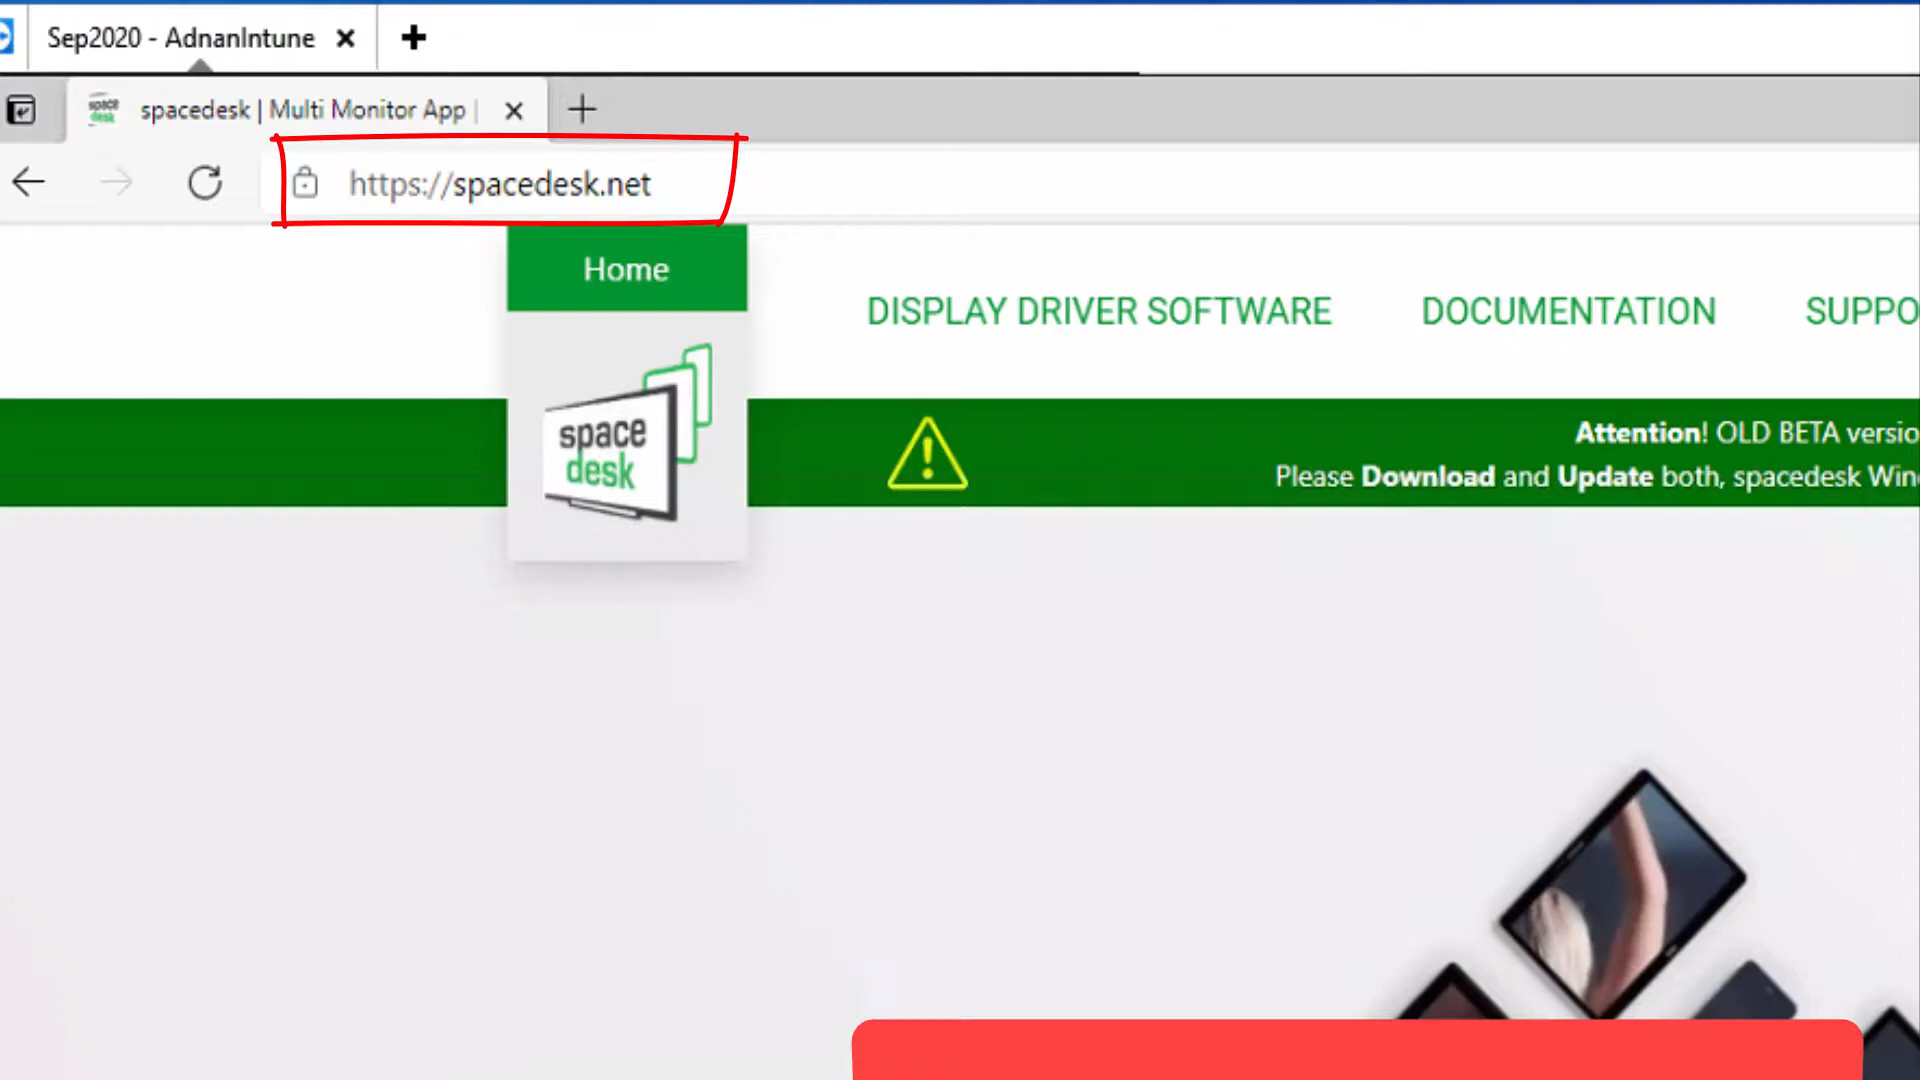 Sep2020 - AdnanIntune
spacedesk | Multi Monitor App |
https://spacedesk.net
Home
DISPLAY DRIVER SOFTWARE
DOCUMENTATION
SUPPO
space
desk
Attention! OLD BETA versio
Please Download and Update both, spacedesk Win